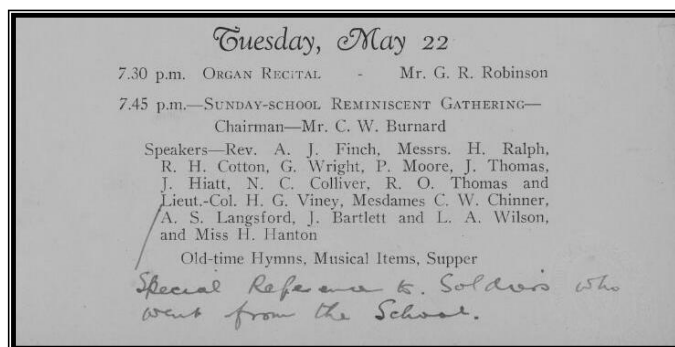 Tuesday, May 22
7.30 p.m. ORGAN RECITAL - Mr. G. R. Robinson
7.45 p.m.—SUNDAY-SCHOOL REMINISCENT GATHERING—
Chairman—Mr. C. W. Burnard
Speakers—Rev. A. J. Finch, Messrs. H. Ralph,
R. H. Cotton, G. Wright, P. Moore, J. Thomas,
J. Hiatt, N. C. Colliver, R. O. Thomas and
Lieut.-Col. H. G. Viney, Mesdames C. W. Chinner,
A. S. Langsford, J. Bartlett and L. A. Wilson,
and Miss H. Hanton
Old-time Hymns, Musical Items, Supper
Special Reference to. Soldiers who
went from the School.